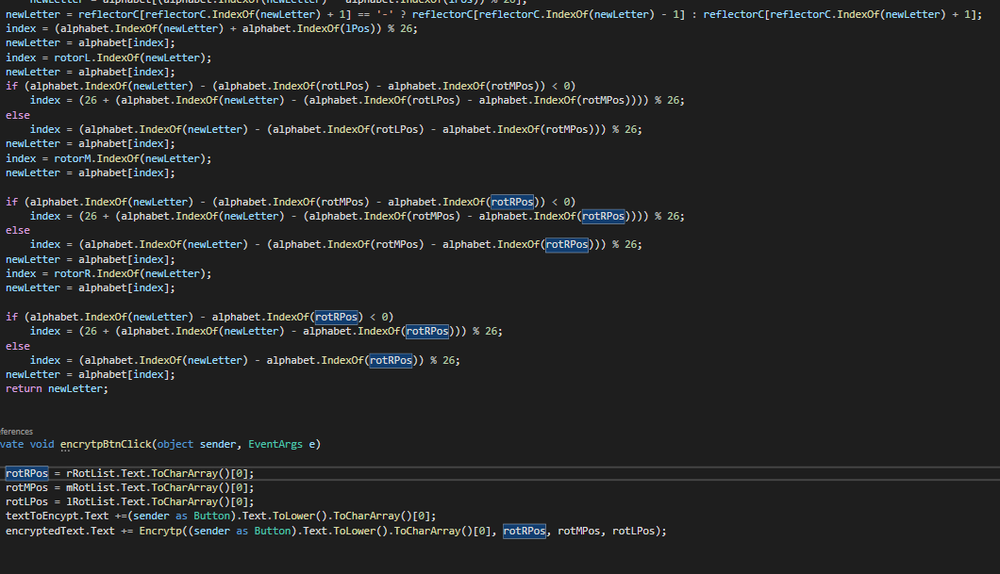 newLetter = reflectorC[reflectorC.IndexOf(newLetter) + 1] == '-' ? reflectorC[reflectorC.IndexOf(newLetter) - 1] : reflectorC[reflectorC.IndexOf(newLetter) + 1];
index = (alphabet.IndexOf(newLetter) + alphabet.IndexOf(lPos)) % 26;
newLetter = alphabet[index];
index = rotorL.IndexOf(newLetter);
newLetter = alphabet[index];
if (alphabet.IndexOf(newLetter) - (alphabet.IndexOf(rotLPos) - alphabet.IndexOf(rotMPos)) < 0)
index = (26 + (alphabet.IndexOf(newLetter) - (alphabet.IndexOf(rotLPos) - alphabet.IndexOf(rotMPos)))) % 26;
else
index = (alphabet.IndexOf(newLetter) - (alphabet.IndexOf(rotLPos) - alphabet.IndexOf(rotMPos))) % 26;
newLetter = alphabet[index];
index = rotorM.IndexOf(newLetter);
newLetter = alphabet[index];
if (alphabet.IndexOf(newLetter) - (alphabet.IndexOf(rotMPos) - alphabet.IndexOf(rotRPos)) < 0)
index = (26 + (alphabet.IndexOf(newLetter) - (alphabet.IndexOf(rotMPos) - alphabet.IndexOf(rotRPos)))) % 26;
else
index = (alphabet.IndexOf(newLetter) - (alphabet.IndexOf(rotMPos) - alphabet.IndexOf(rotRPos))) % 26;
newLetter = alphabet[index];
index = rotorR.IndexOf(newLetter);
newLetter = alphabet[index];
if (alphabet.IndexOf(newLetter) - alphabet.IndexOf(rotRPos) < 0)
index = (26 + (alphabet.IndexOf(newLetter) - alphabet.IndexOf(rotRPos))) % 26;
else
index = (alphabet.IndexOf(newLetter) - alphabet.IndexOf(rotRPos)) % 26;
newLetter = alphabet[index];
return newLetter;
ferences
vate void encrytpBtnClick(object sender, EventArgs e)
rotRPos = rRotList.Text.ToCharArray()[0];
rotMPos = mRotList.Text.ToCharArray()[0];
rotLPos = lRotList.Text.ToCharArray()[0];
textToEncypt.Text +=(sender as Button).Text.ToLower().ToCharArray()[0];
encryptedText.Text += Encrytp((sender as Button).Text.ToLower().ToCharArray()[0], rotRPos, rotMPos, rotLPos);